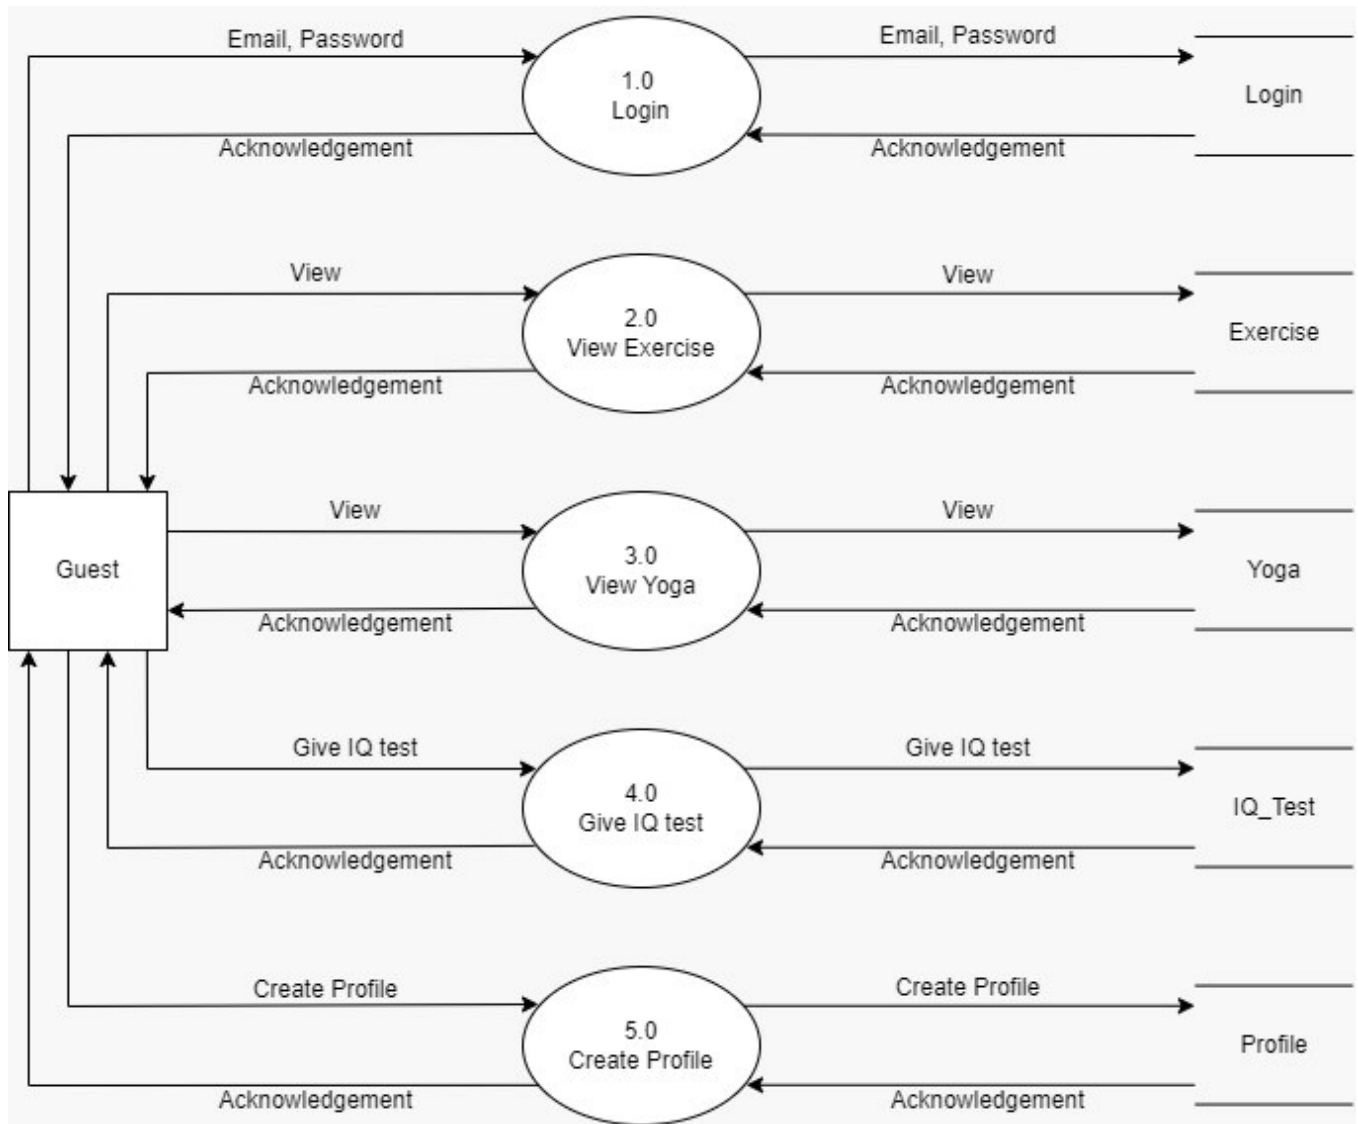 Email, Password
Email, Password
1.0
Login
Login
Acknowledgement
Acknowledgement
View
View
2.0
View Exercise
Exercise
Acknowledgement
Acknowledgement
View
View
Guest
3.0
View Yoga
Yoga
Acknowledgement
Acknowledgement
Give IQ test
Give IQ test
4.0
Give IQ test
IQ_Test
Acknowledgement
Acknowledgement
Create Profile
Create Profile
5.0
Create Profile
Profile
Acknowledgement
Acknowledgement